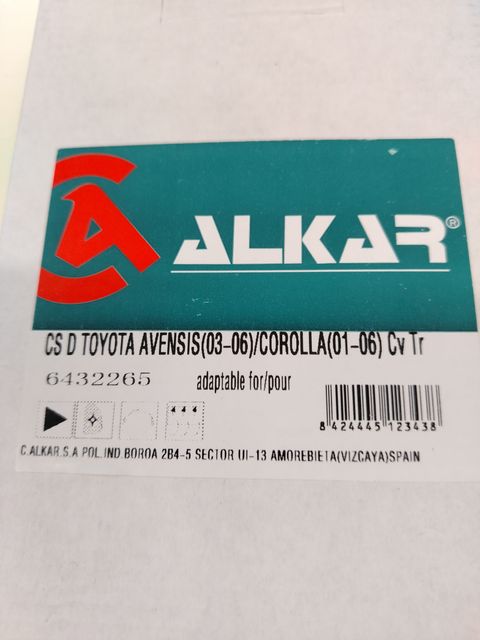 ALKAR®
CS D TOYOTA AVENSIS(03-06)/COROLLA(01-06) Cv Tr
6432265 adaptable for/pour
8 424445 123438
C.ALKAR.S.A POL.IND BOROA 2B4-5 SECTOR UI-13 AMOREBIETA(VIZCAYA)SPAIN